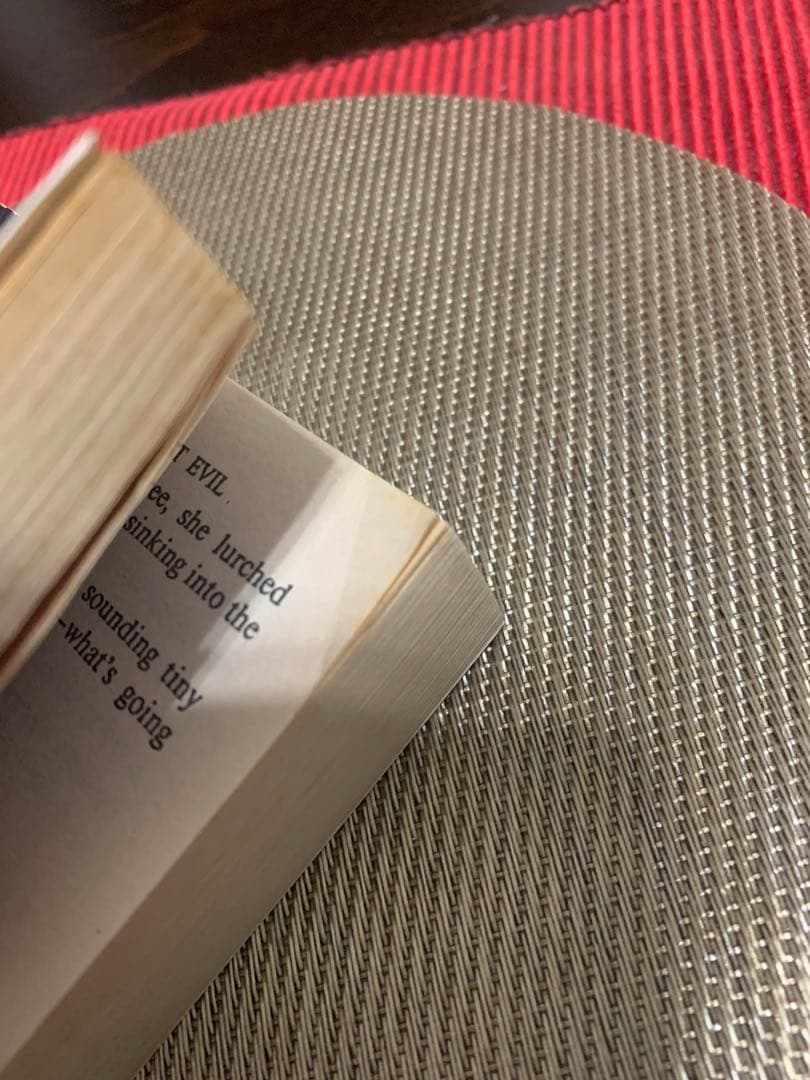 T EVIL
ee, she lurched
sinking into the
sounding tiny
—what's going